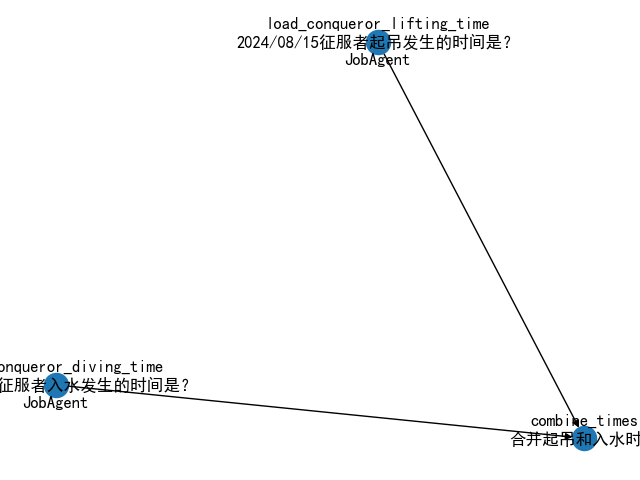 load_conqueror_lifting_time
2024/08/15征服者起吊发生的时间是?
JobAgent
onqueror_diving_time
征服者入水发生的时间是?
JobAgent
combine_times
合并起吊和入水时